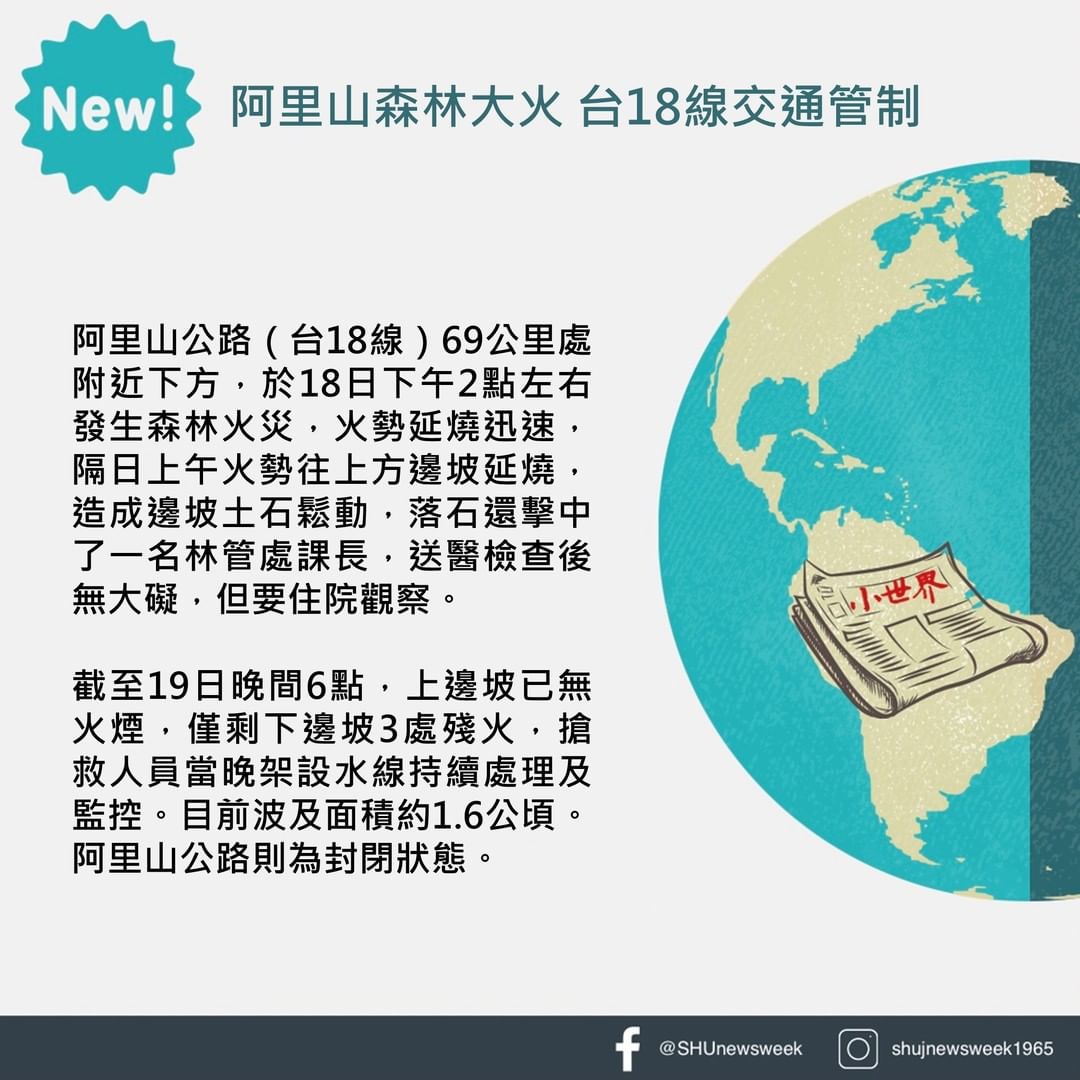 New!
阿里山森林大火 台18線交通管制
阿里山公路（台18線）69公里處
附近下方，於18日下午2點左右
發生森林火災，火勢延燒迅速，
隔日上午火勢往上方邊坡延燒，
造成邊坡土石鬆動，落石還擊中
了一名林管處課長，送醫檢查後
無大礙，但要住院觀察。
截至19日晚間6點，上邊坡已無
火煙，僅剩下邊坡3處殘火，搶
救人員當晚架設水線持續處理及
監控。目前波及面積約1.6公頃。
阿里山公路則為封閉狀態。
小世界
@SHUnewsweek
shujnewsweek1965